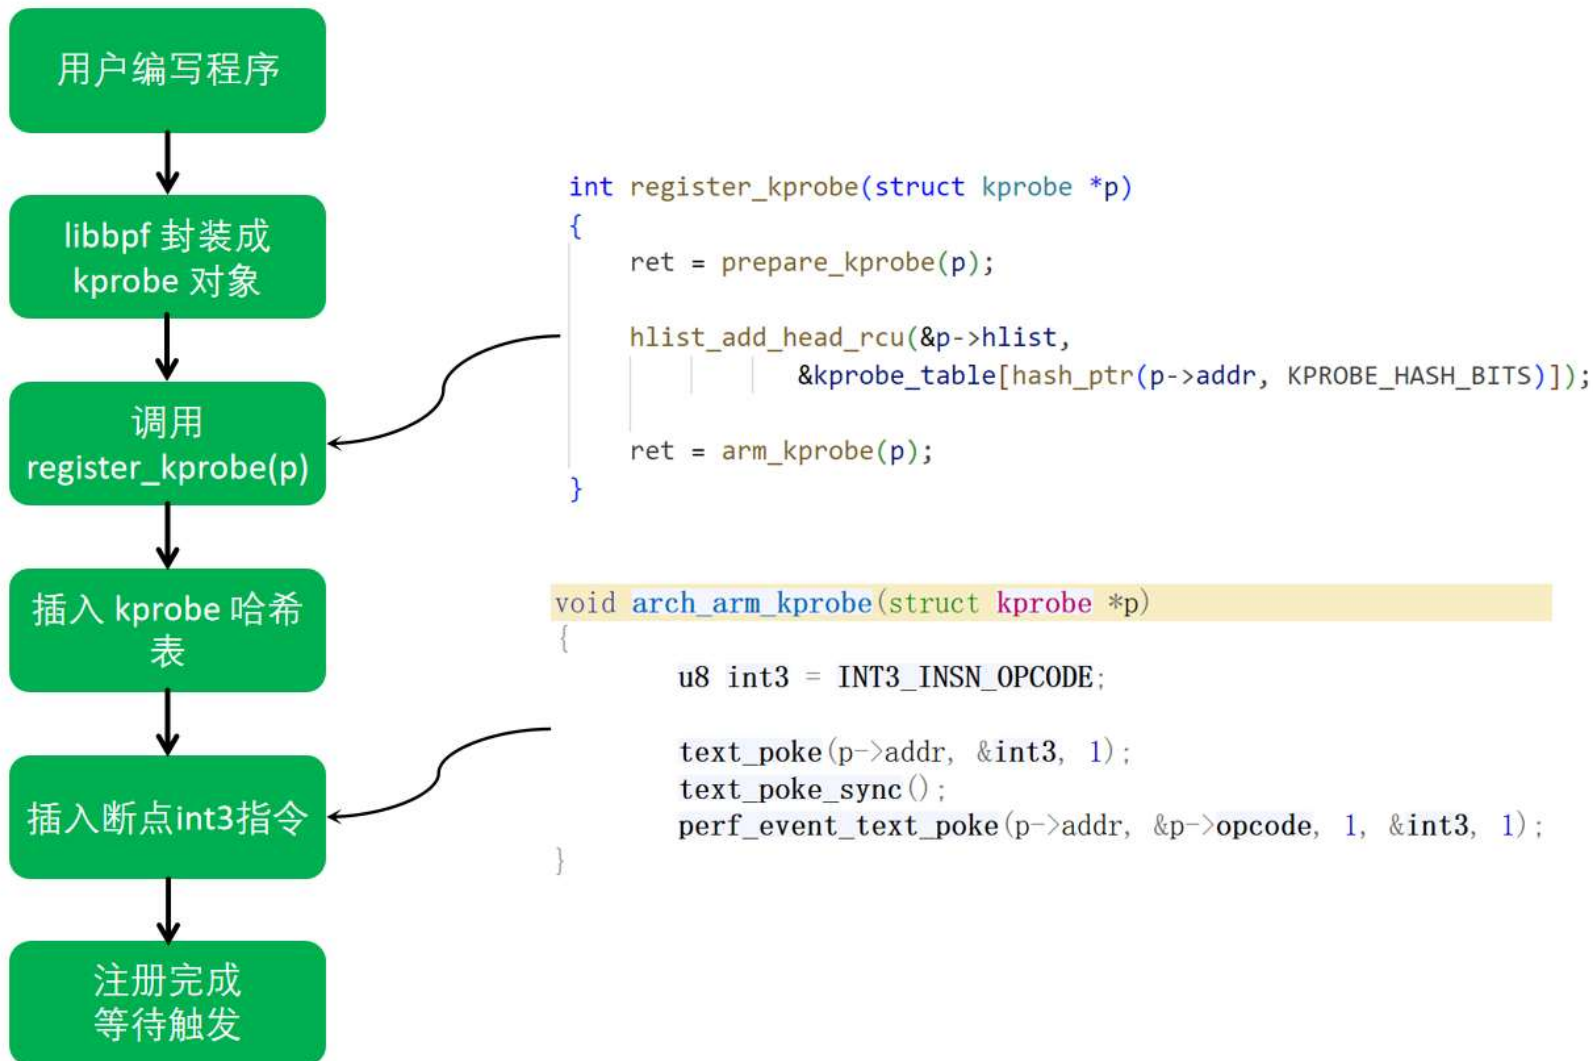 用户编写程序
libbpf 封装成
kprobe 对象
调用
register_kprobe(p)
插入 kprobe 哈希
表
插入断点int3指令
注册完成
等待触发
int register_kprobe(struct kprobe *p)
{
ret = prepare_kprobe(p);
hlist_add_head_rcu(&p->hlist,
&kprobe_table[hash_ptr(p->addr, KPROBE_HASH_BITS)]);
ret = arm_kprobe(p);
}
void arch_arm_kprobe(struct kprobe *p)
{
u8 int3 = INT3_INSN_OPCODE;
text_poke(p->addr, &int3, 1);
text_poke_sync();
perf_event_text_poke(p->addr, &p->opcode, 1, &int3, 1);
}